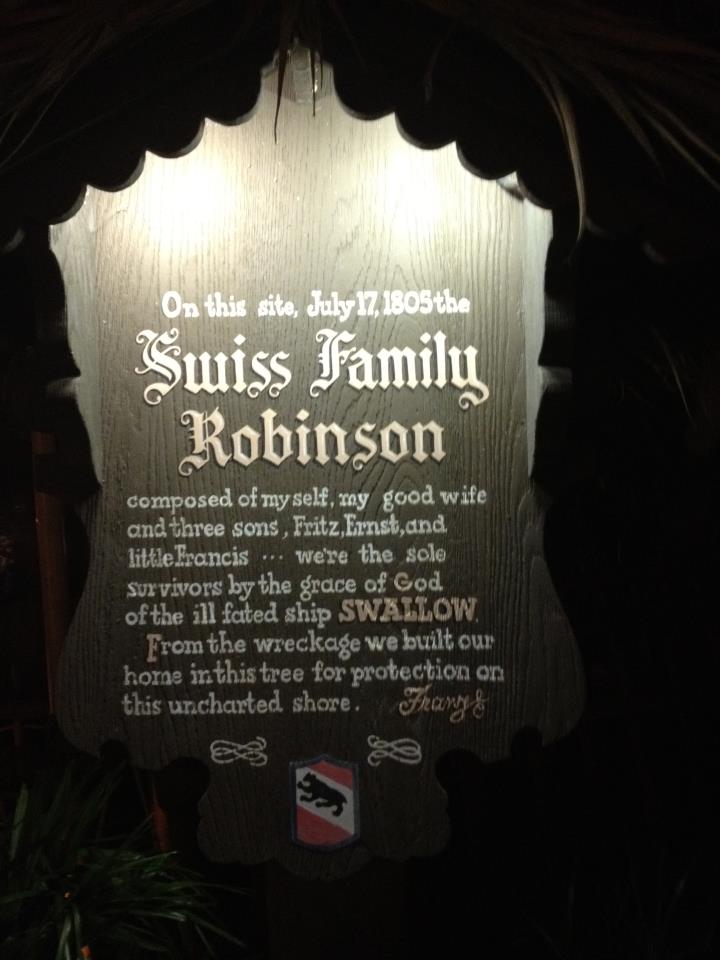 On this site, July 17, 1805 the
Swiss Family
Robinson
composed of myself, my good wife
and three sons, Fritz, Ernst, and
little Francis ... we're the sole
survivors by the grace of God
of the ill fated ship SWALLOW.
From the wreckage we built our
home in this tree for protection on
this uncharted shore. Franz